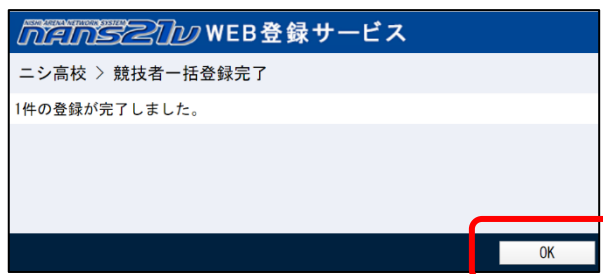 NISHI ARENA NETWORK SYSTEM
NANS21V WEB登録サービス
ニシ高校 > 競技者一括登録完了
1件の登録が完了しました。
OK